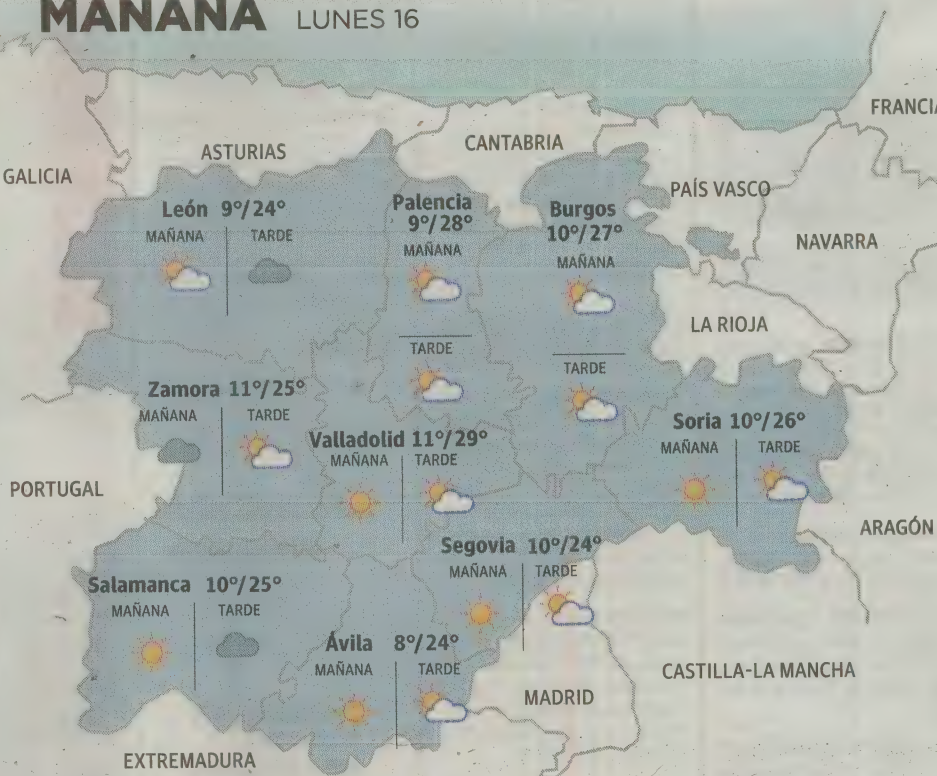 MAÑANA LUNES 16
FRANCIA
CANTABRIA
ASTURIAS
GALICIA
PAÍS VASCO
NAVARRA
LA RIOJA
León 9°/24°
MAÑANA TARDE
Palencia
9°/28°
MAÑANA
TARDE
Burgos
10°/27°
MAÑANA
TARDE
Zamora 11°/25°
MAÑANA TARDE
Valladolid 11°/29°
MAÑANA TARDE
Soria 10°/26°
MAÑANA TARDE
PORTUGAL
ARAGÓN
Segovia 10°/24°
MAÑANA TARDE
Salamanca 10°/25°
MAÑANA TARDE
Ávila 8°/24°
MAÑANA TARDE
CASTILLA-LA MANCHA
MADRID
EXTREMADURA